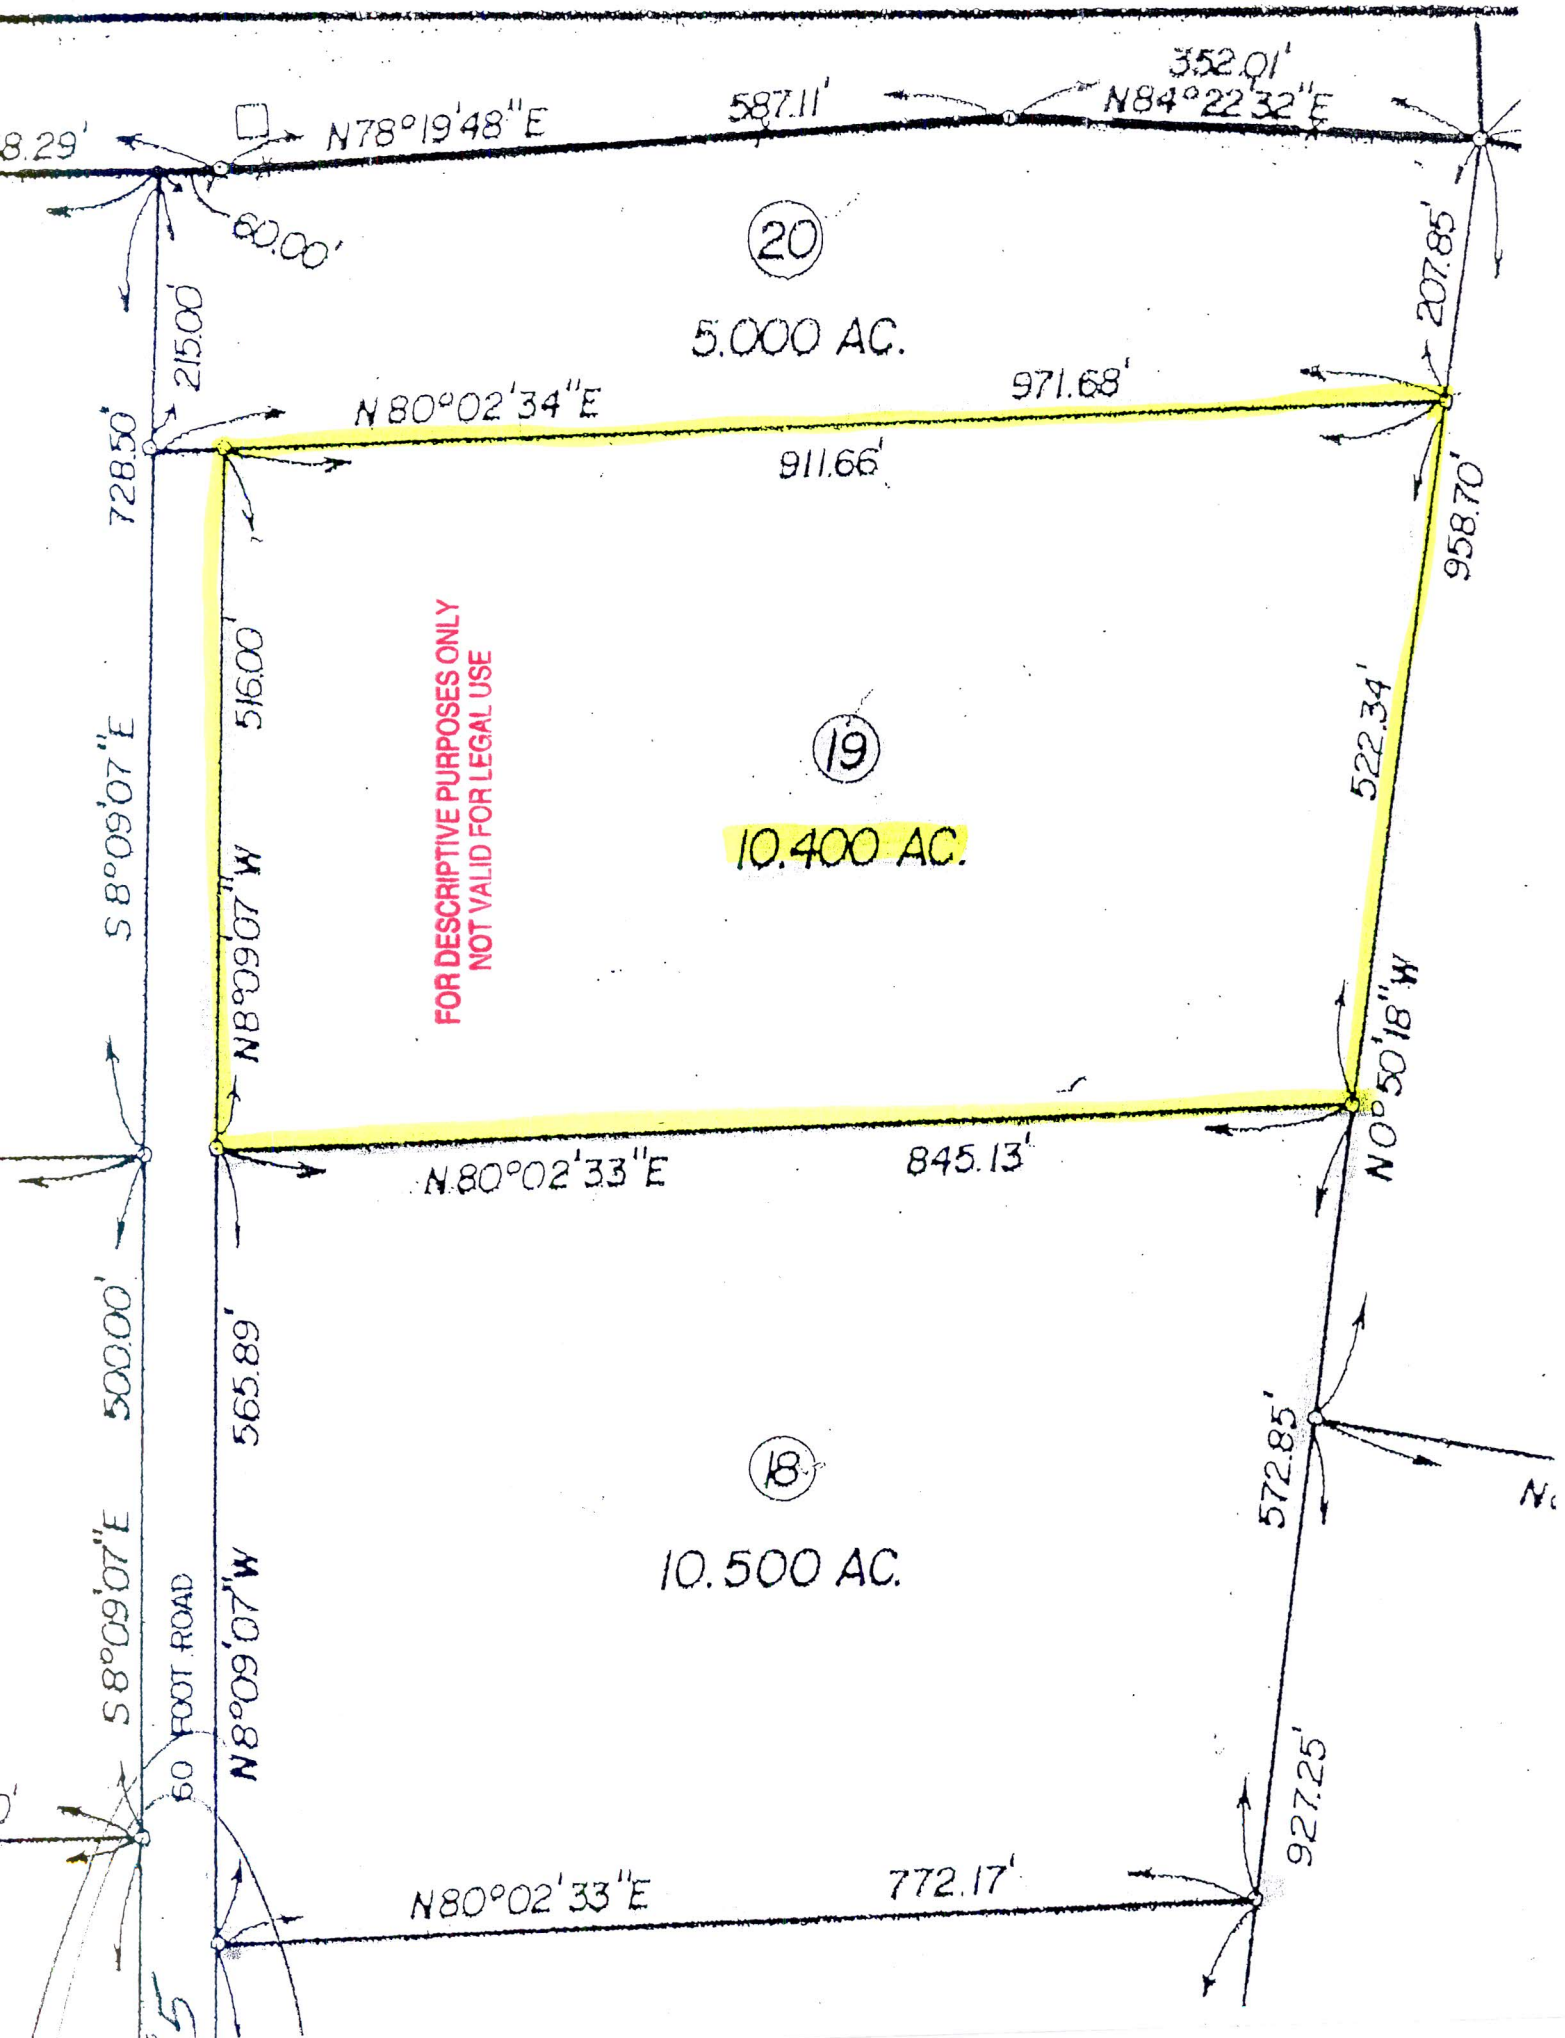 352.01'
N84°22'32"E
587.11'
N78°19'48"E
8.29'
60.00'
20
5.000 AC.
207.85'
215.00'
971.68'
N80°02'34"E
911.66'
728.50'
958.70'
516.00'
FOR DESCRIPTIVE PURPOSES ONLY
NOT VALID FOR LEGAL USE
522.34'
19
10.400 AC.
S8°09'07"E
N8°09'07"W
N0°50'18"W
845.13'
N.80°02'33"E
500.00'
565.89'
572.85'
18
10.500 AC.
S8°09'07"E
60 FOOT ROAD
N8°09'07"W
927.25'
772.17'
N80°02'33"E
5